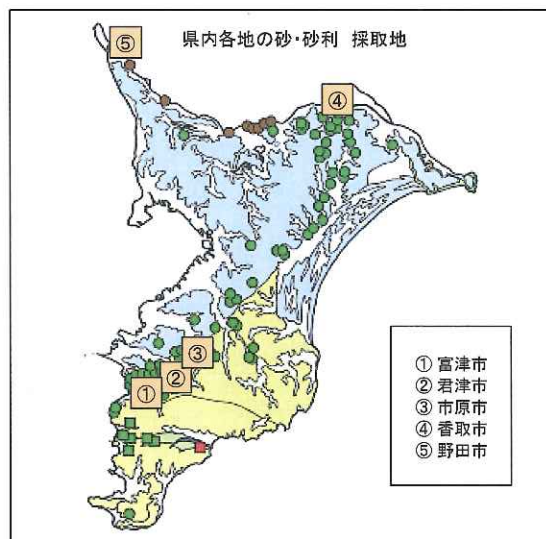 県内各地の砂・砂利 採取地
⑤
④
③
②
①
① 富津市
② 君津市
③ 市原市
④ 香取市
⑤ 野田市